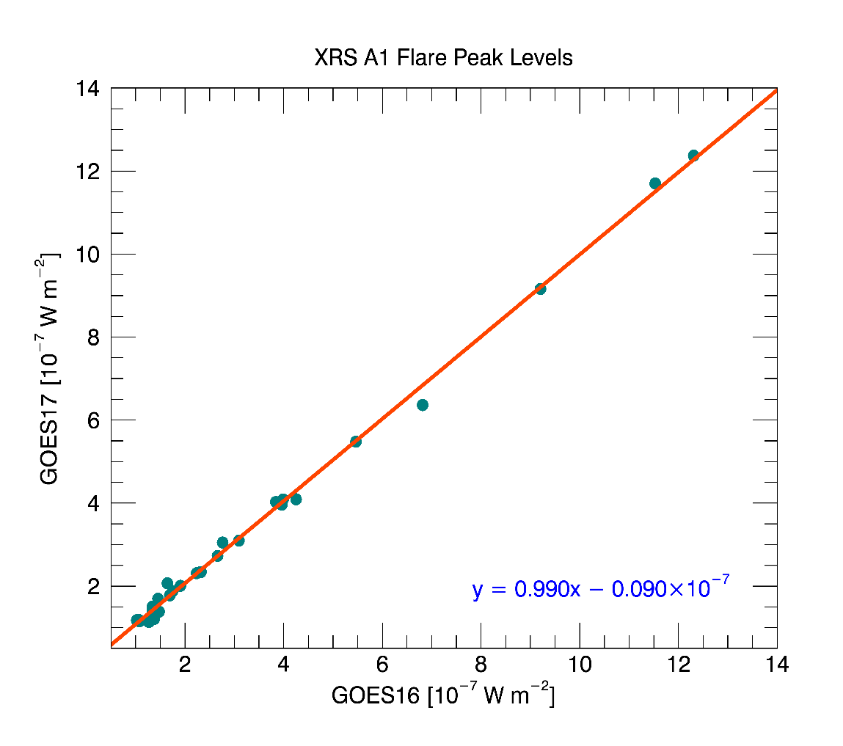 XRS A1 Flare Peak Levels
14
12
10
8
6
4
2
GOES17 [10⁻⁷ W m⁻²]
y = 0.990x − 0.090×10⁻⁷
2 4 6 8 10 12 14
GOES16 [10⁻⁷ W m⁻²]